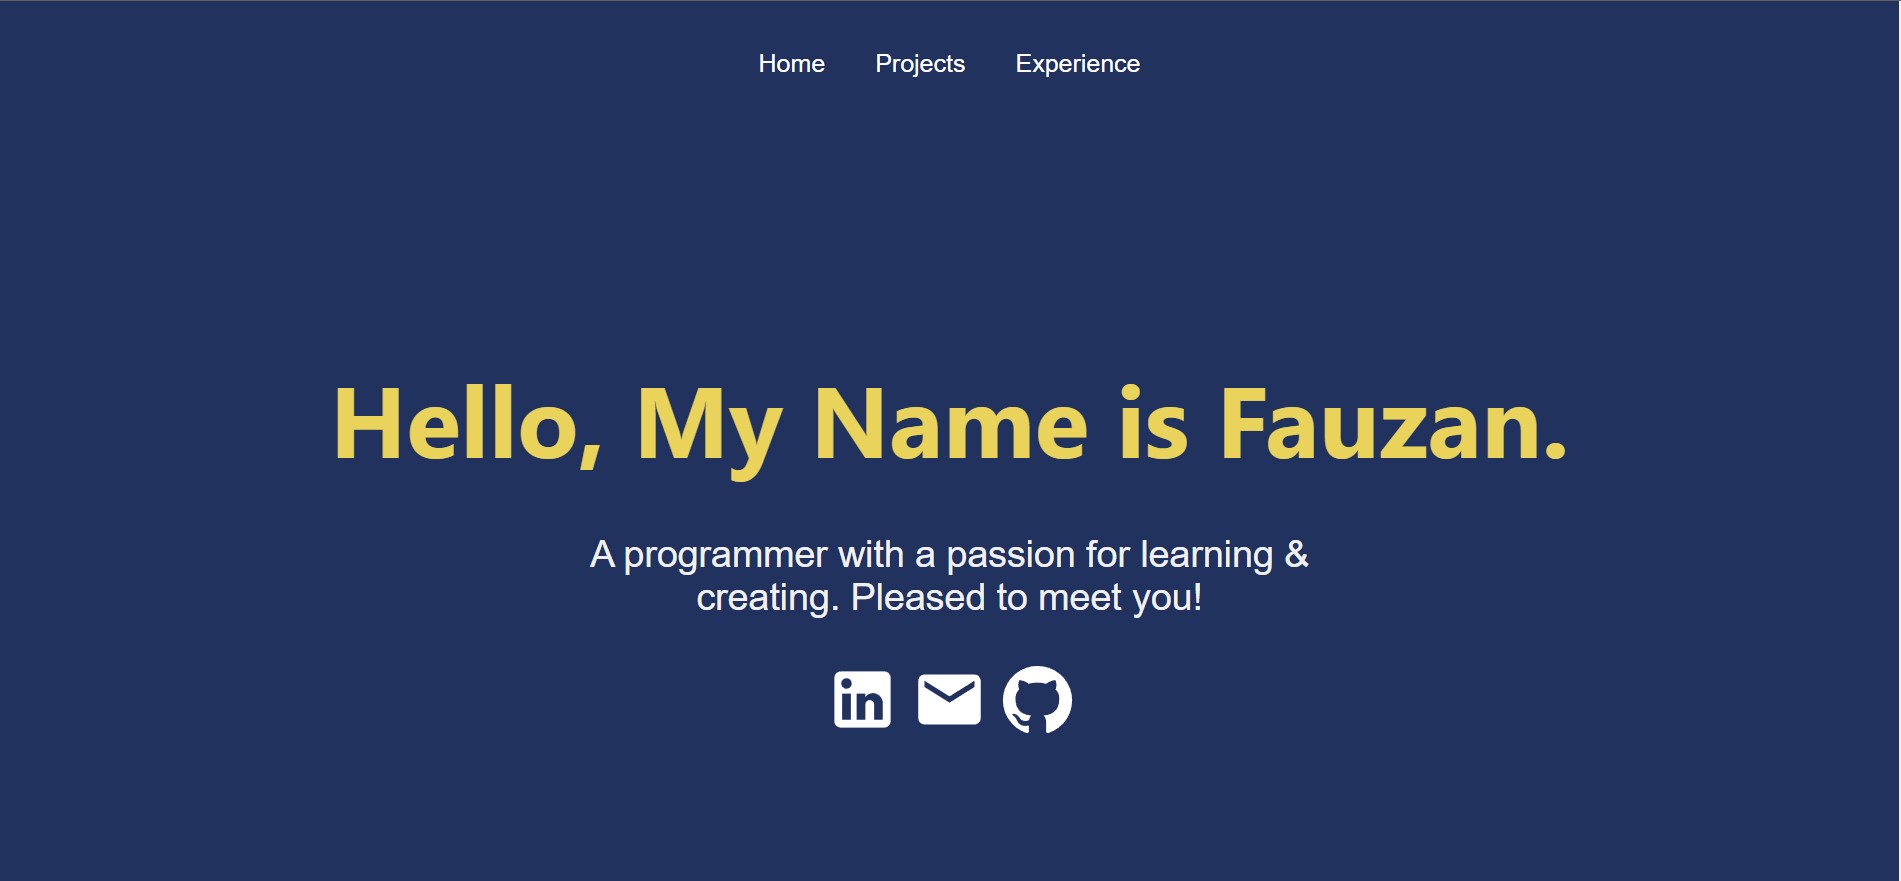 Home Projects Experience
Hello, My Name is Fauzan.
A programmer with a passion for learning &
creating. Pleased to meet you!
in